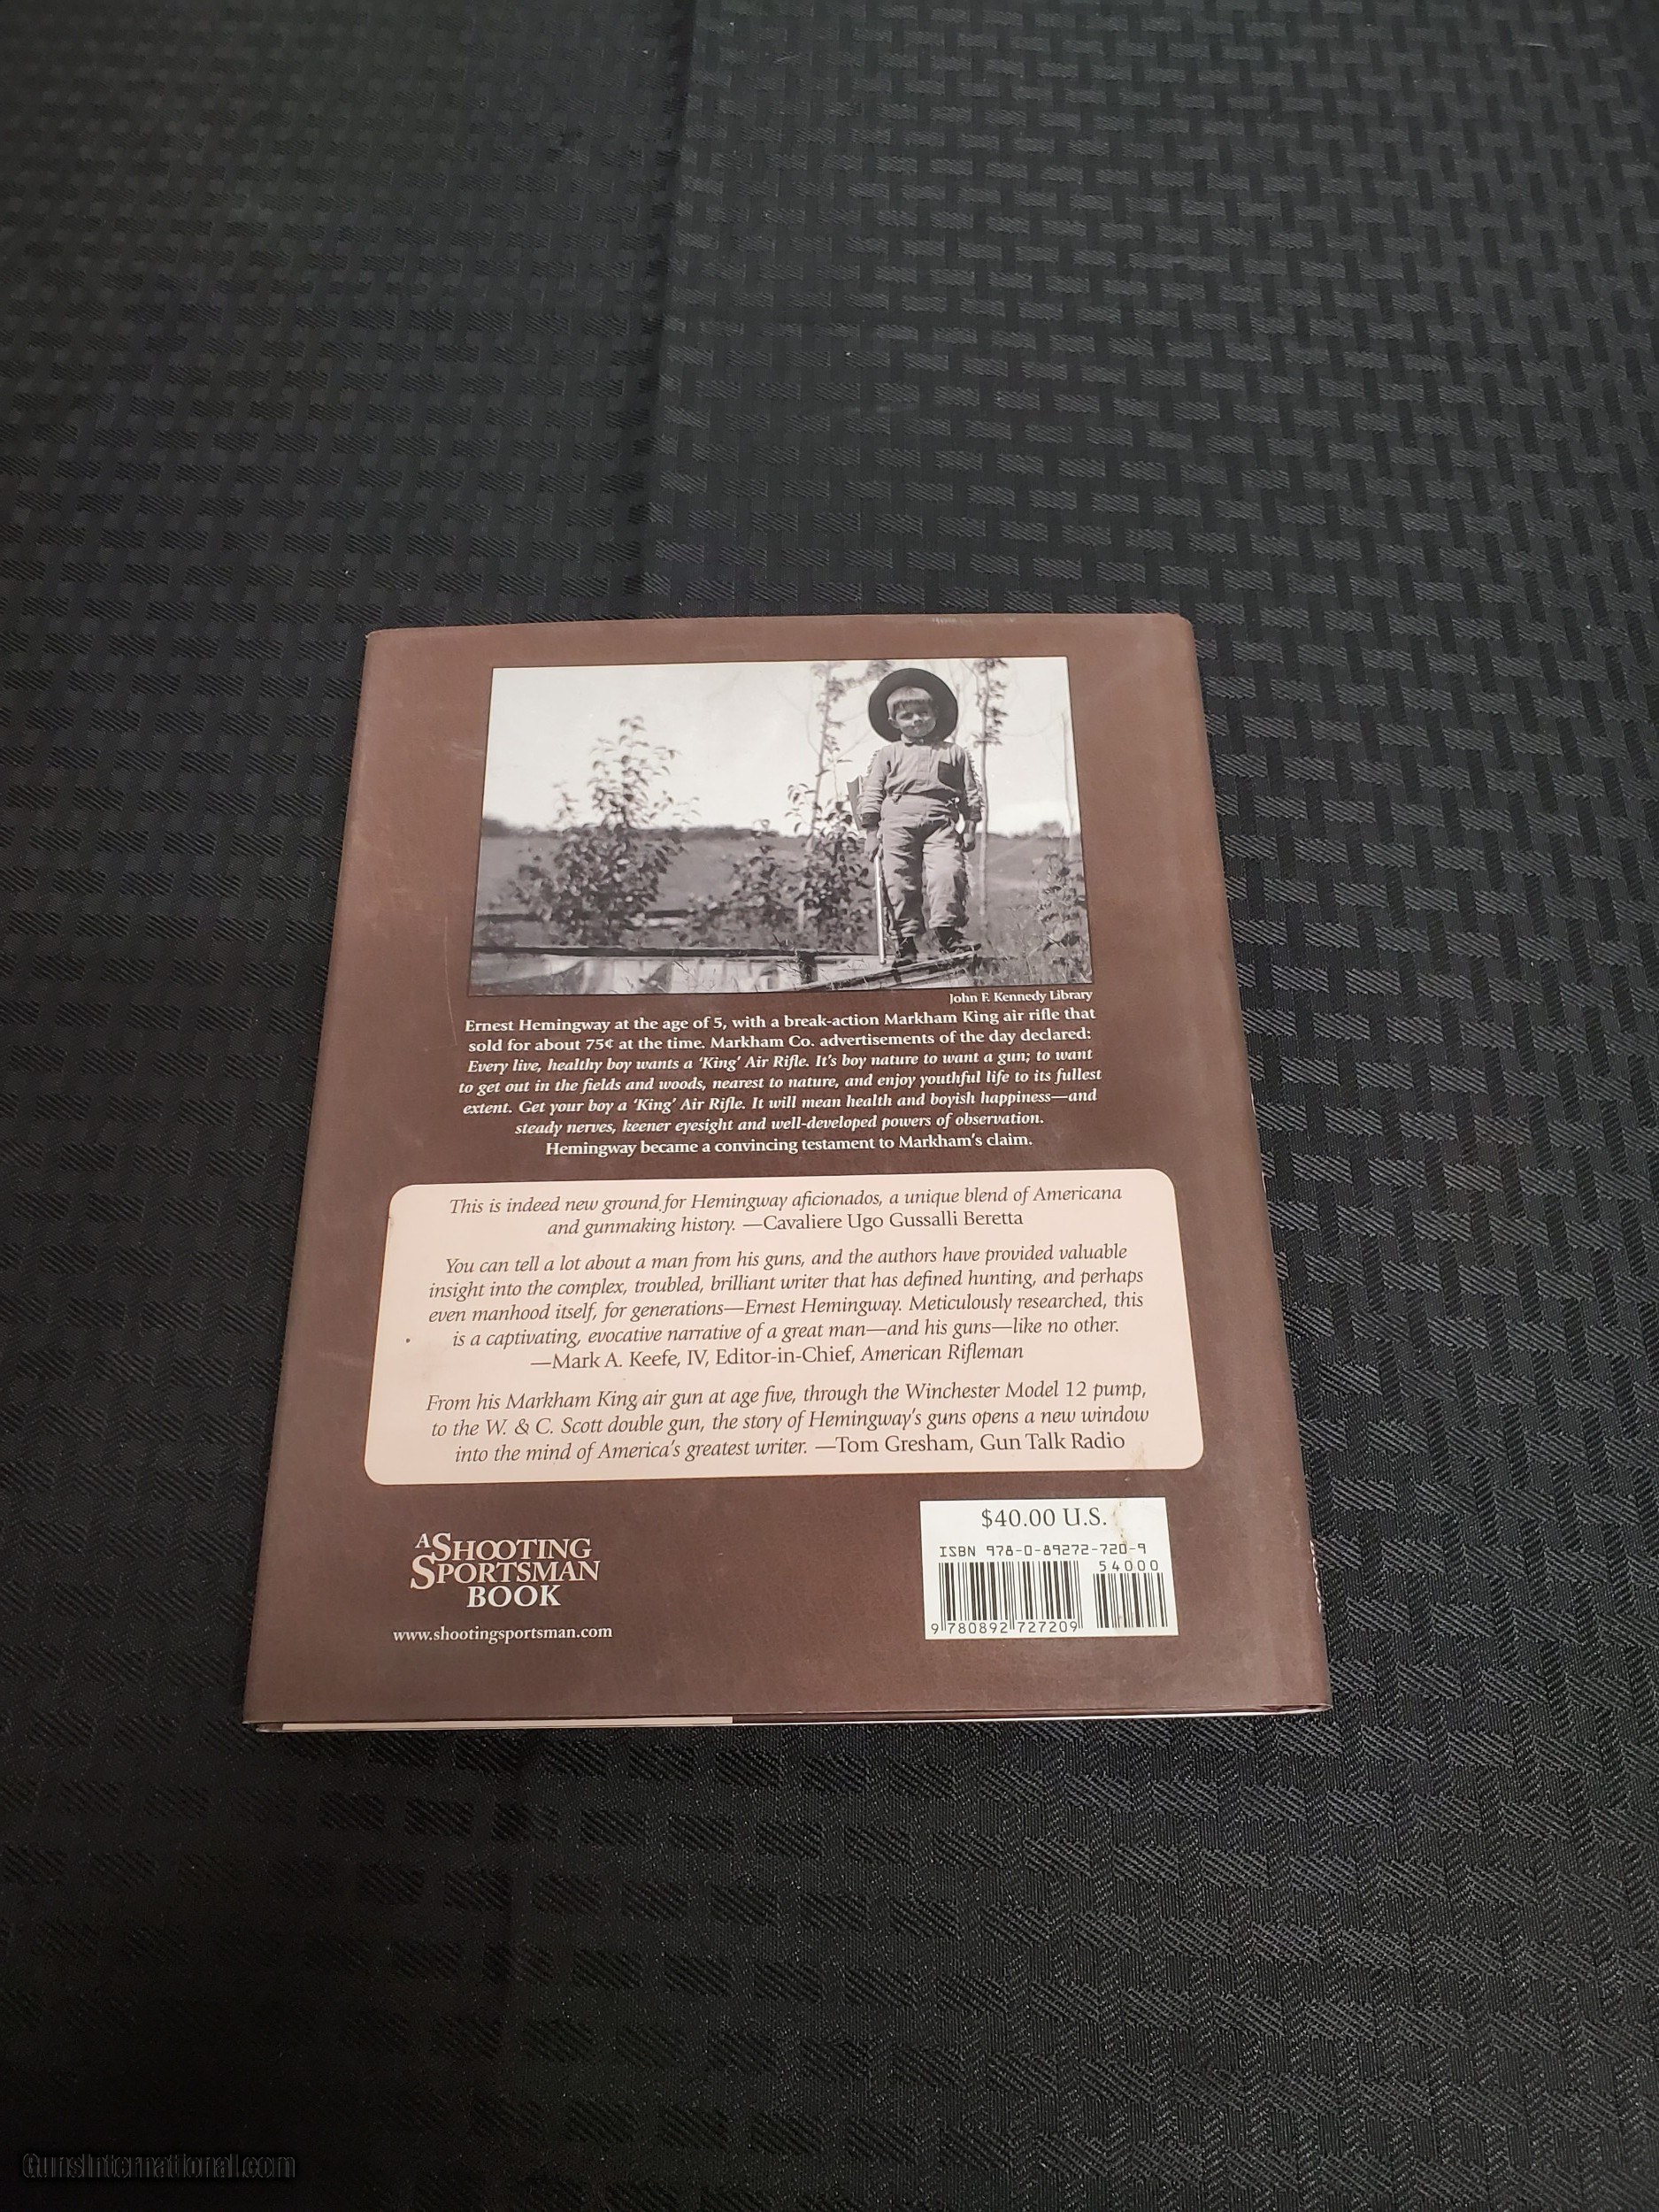 John F. Kennedy Library
Ernest Hemingway at the age of 5, with a break-action Markham King air rifle that
sold for about 75¢ at the time. Markham Co. advertisements of the day declared:
Every live, healthy boy wants a ‘King’ Air Rifle. It’s boy nature to want a gun; to want
to get out in the fields and woods, nearest to nature, and enjoy youthful life to its fullest
extent. Get your boy a ‘King’ Air Rifle. It will mean health and boyish happiness—and
steady nerves, keener eyesight and well-developed powers of observation.
Hemingway became a convincing testament to Markham’s claim.
This is indeed new ground for Hemingway aficionados, a unique blend of Americana
and gunmaking history. —Cavaliere Ugo Gussalli Beretta
You can tell a lot about a man from his guns, and the authors have provided valuable
insight into the complex, troubled, brilliant writer that has defined hunting, and perhaps
even manhood itself, for generations—Ernest Hemingway. Meticulously researched, this
is a captivating, evocative narrative of a great man—and his guns—like no other.
—Mark A. Keefe, IV, Editor-in-Chief, American Rifleman
From his Markham King air gun at age five, through the Winchester Model 12 pump,
to the W. & C. Scott double gun, the story of Hemingway’s guns opens a new window
into the mind of America’s greatest writer. —Tom Gresham, Gun Talk Radio
A SHOOTING
SPORTSMAN
BOOK
www.shootingsportsman.com
$40.00 U.S.
ISBN 978-0-89272-720-9
54000
9 780892 727209
GunsInternational.com